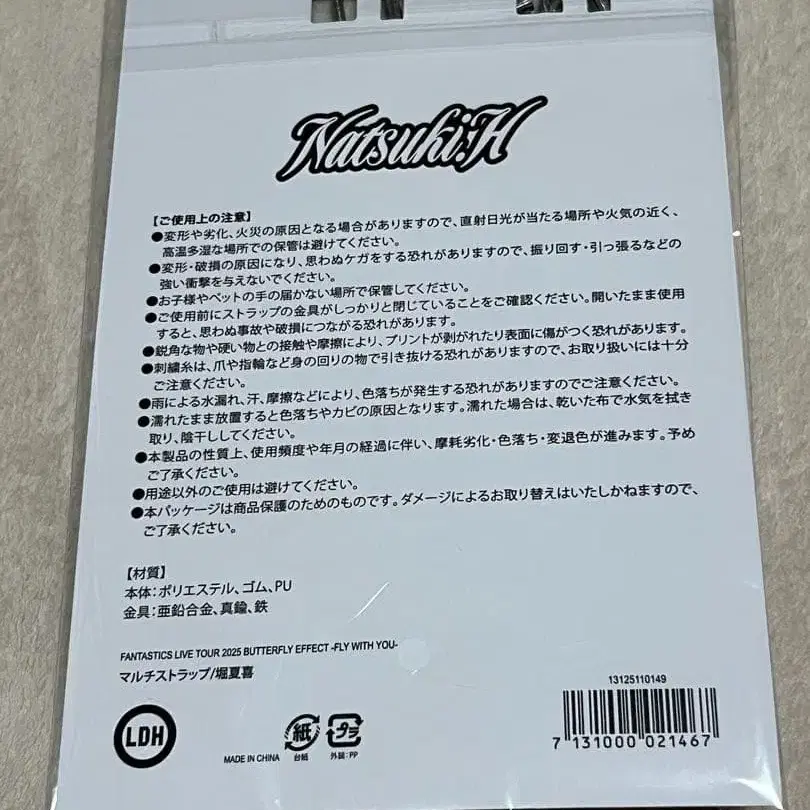 Natsuki.H
【ご使用上の注意】
●変形や劣化、火災の原因となる場合がありますので、直射日光が当たる場所や火気の近く、
高温多湿な場所での保管は避けてください。
●変形・破損の原因になり、思わぬケガをする恐れがありますので、振り回す・引っ張るなどの
強い衝撃を与えないでください。
●お子様やペットの手の届かない場所で保管してください。
●ご使用前にストラップの金具がしっかりと閉じていることをご確認ください。開いたまま使用
すると、思わぬ事故や破損につながる恐れがあります。
●鋭角な物や硬い物との接触や摩擦により、プリントが剥がれたり表面に傷がつく恐れがあります。
●刺繍糸は、爪や指輪など身の回りの物で引き抜ける恐れがありますので、お取り扱いには十分
ご注意ください。
●雨による水漏れ、汗、摩擦などにより、色落ちが発生する恐れがありますのでご注意ください。
●濡れたまま放置すると色落ちやカビの原因となります。濡れた場合は、乾いた布で水気を拭き
取り、陰干ししてください。
●本製品の性質上、使用頻度や年月の経過に伴い、摩耗劣化・色落ち・変退色が進みます。予め
ご了承ください。
●用途以外のご使用は避けてください。
●本パッケージは商品保護のためのものです。ダメージによるお取り替えはいたしかねますので、
ご了承ください。
【材質】
本体：ポリエステル、ゴム、PU
金具：亜鉛合金、真鍮、鉄
FANTASTICS LIVE TOUR 2025 BUTTERFLY EFFECT -FLY WITH YOU-
マルチストラップ/堀夏喜
13125110149
LDH
MADE IN CHINA
紙
台紙
プラ
外装：PP
7 131000 021467